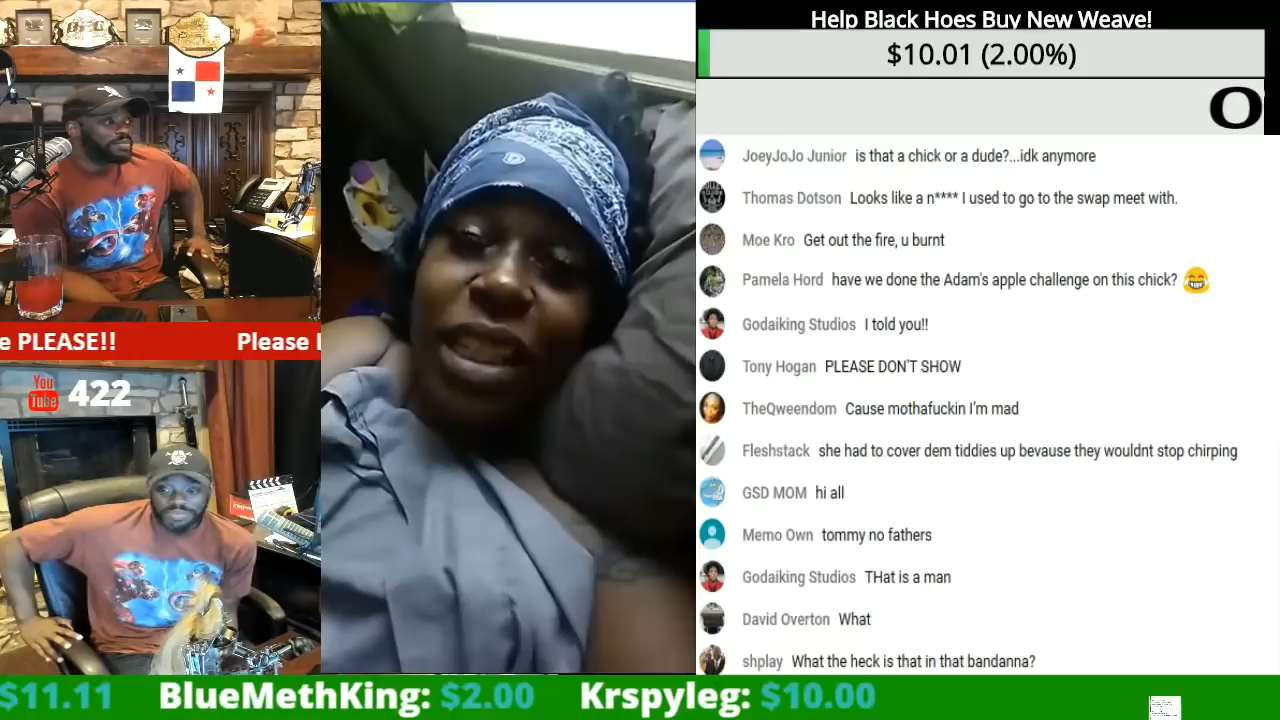 Help Black Hoes Buy New Weave!
$10.01 (2.00%)
O
JoeyJoJo Junior is that a chick or a dude?...idk anymore
Thomas Dotson Looks like a n**** I used to go to the swap meet with.
Moe Kro Get out the fire, u burnt
Pamela Hord have we done the Adam's apple challenge on this chick? 😂
Godaiking Studios I told you!!
Tony Hogan PLEASE DON'T SHOW
TheQweendom Cause mothafuckin I'm mad
Fleshstack she had to cover dem tiddies up bevause they wouldnt stop chirping
GSD MOM hi all
Memo Own tommy no fathers
Godaiking Studios THat is a man
David Overton What
shplay What the heck is that in that bandanna?
e PLEASE!! Please
You Tube 422
$11.11 BlueMethKing: $2.00 Krspyleg: $10.00